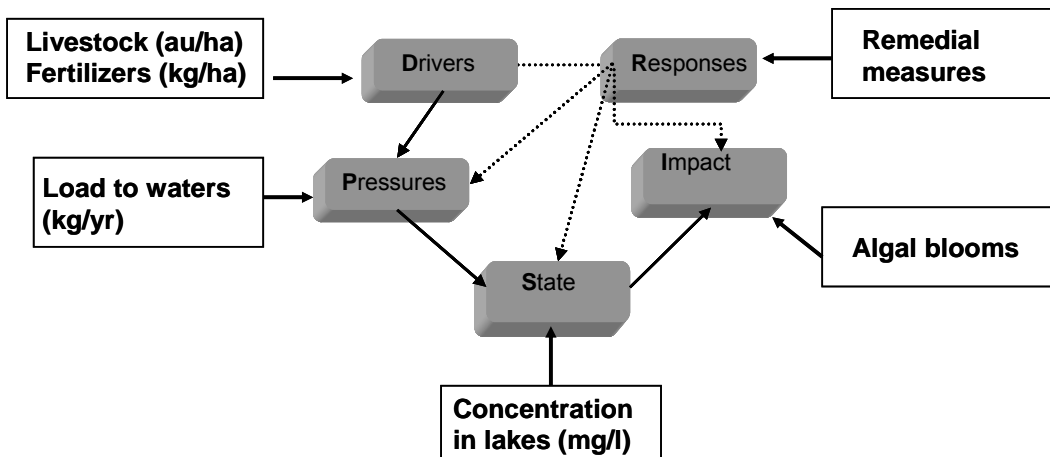 Livestock (au/ha)
Fertilizers (kg/ha)
Drivers
Responses
Remedial
measures
Load to waters
(kg/yr)
Pressures
Impact
Algal blooms
State
Concentration
in lakes (mg/l)